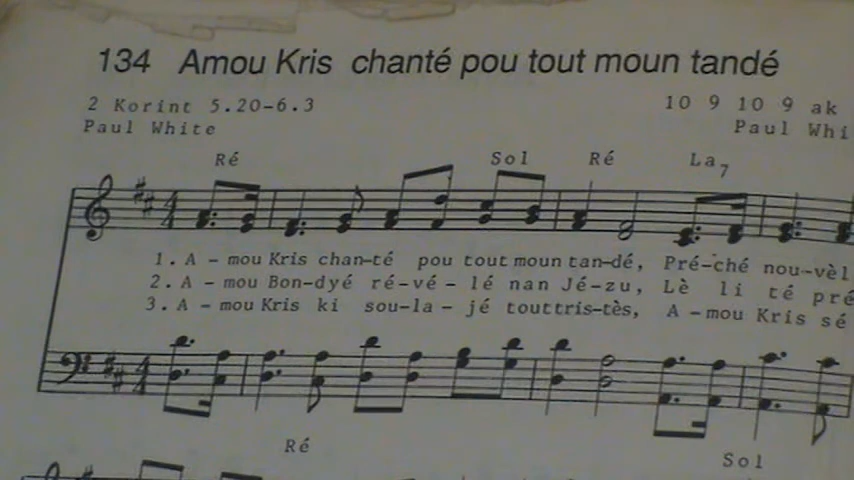 134 Amou Kris chanté pou tout moun tandé
2 Korint 5.20-6.3
10 9 10 9 ak
Paul White
Paul Whi
Ré Sol Ré La7
1. A - mou Kris chan-té pou tout moun tan-dé, Pré-ché nou-vèl
2. A - mou Bon-dyé ré-vé - lé nan Jé-zu, Lè li té pré
3. A - mou Kris ki sou-la - jé touttris-tès, A - mou Kris sé
Ré Sol